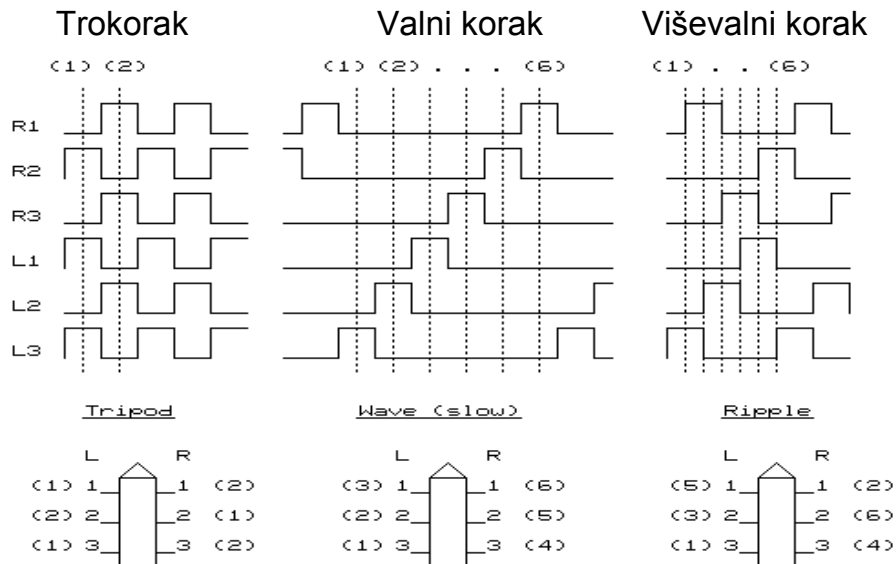 Trokorak Valni korak Viševalni korak
(1) (2) (1) (2) . . . (6) (1) . . (6)
R1
R2
R3
L1
L2
L3
Tripod Wave (slow) Ripple
L R L R L R
(1) 1 1 (2) (3) 1 1 (6) (5) 1 1 (2)
(2) 2 2 (1) (2) 2 2 (5) (3) 2 2 (6)
(1) 3 3 (2) (1) 3 3 (4) (1) 3 3 (4)